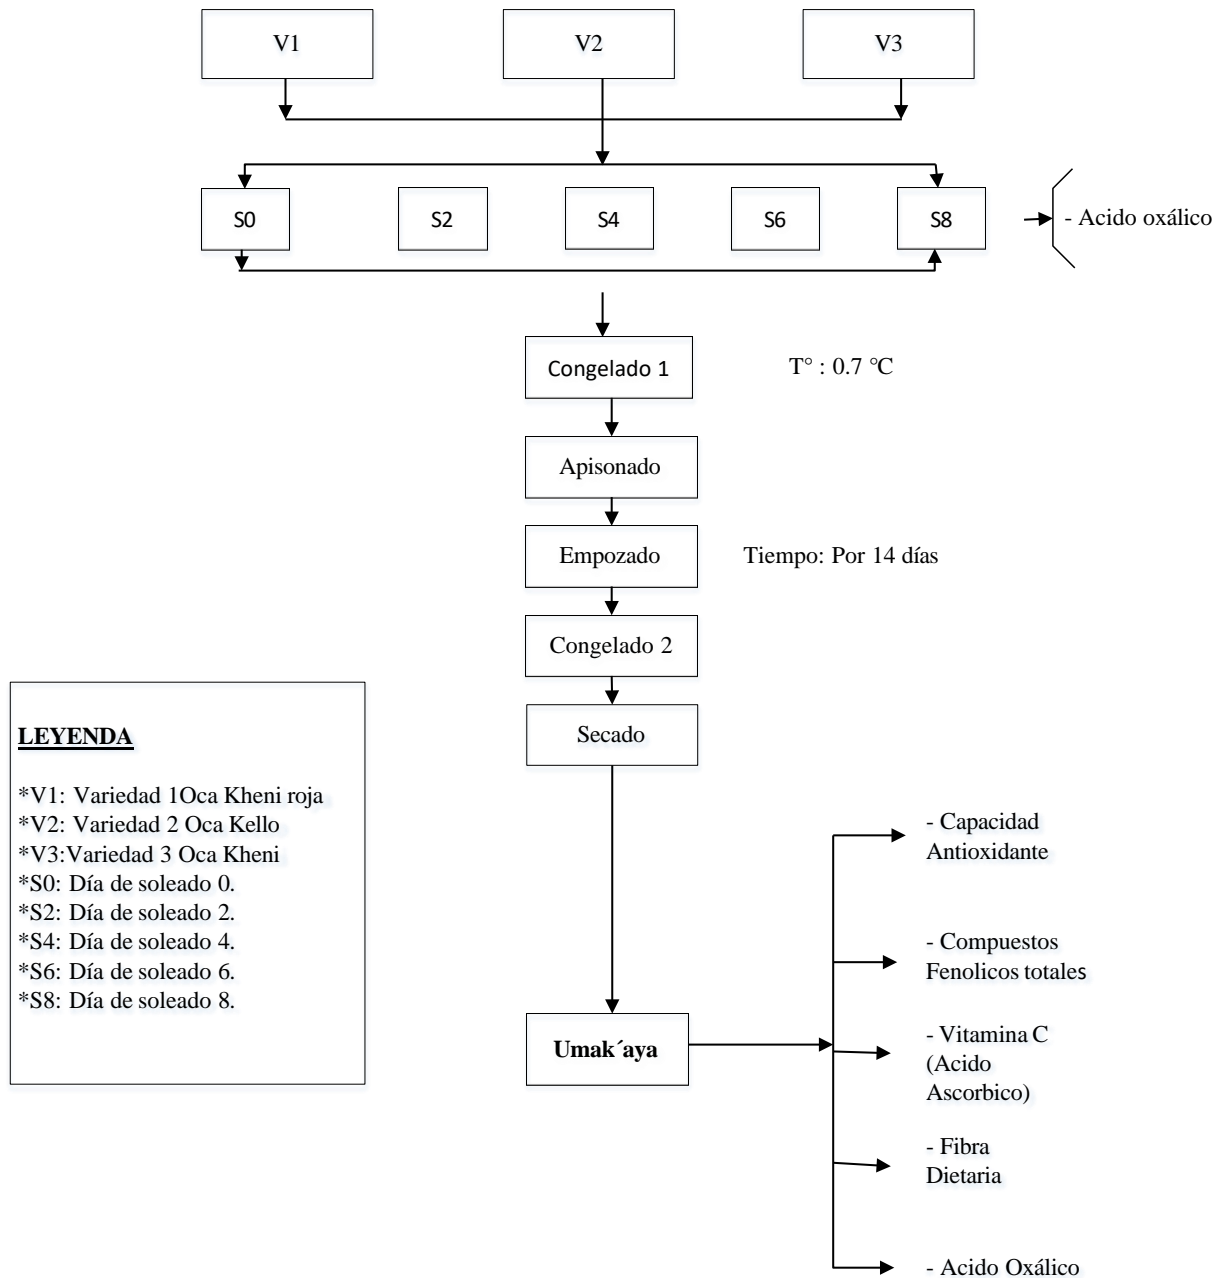 V1
V2
V3
S0
S2
S4
S6
S8
- Acido oxálico
Congelado 1
T° : 0.7 °C
Apisonado
Empozado
Tiempo: Por 14 días
Congelado 2
Secado
LEYENDA
*V1: Variedad 1Oca Kheni roja
*V2: Variedad 2 Oca Kello
*V3:Variedad 3 Oca Kheni
*S0: Día de soleado 0.
*S2: Día de soleado 2.
*S4: Día de soleado 4.
*S6: Día de soleado 6.
*S8: Día de soleado 8.
Umak´aya
- Capacidad
Antioxidante
- Compuestos
Fenolicos totales
- Vitamina C
(Acido
Ascorbico)
- Fibra
Dietaria
- Acido Oxálico